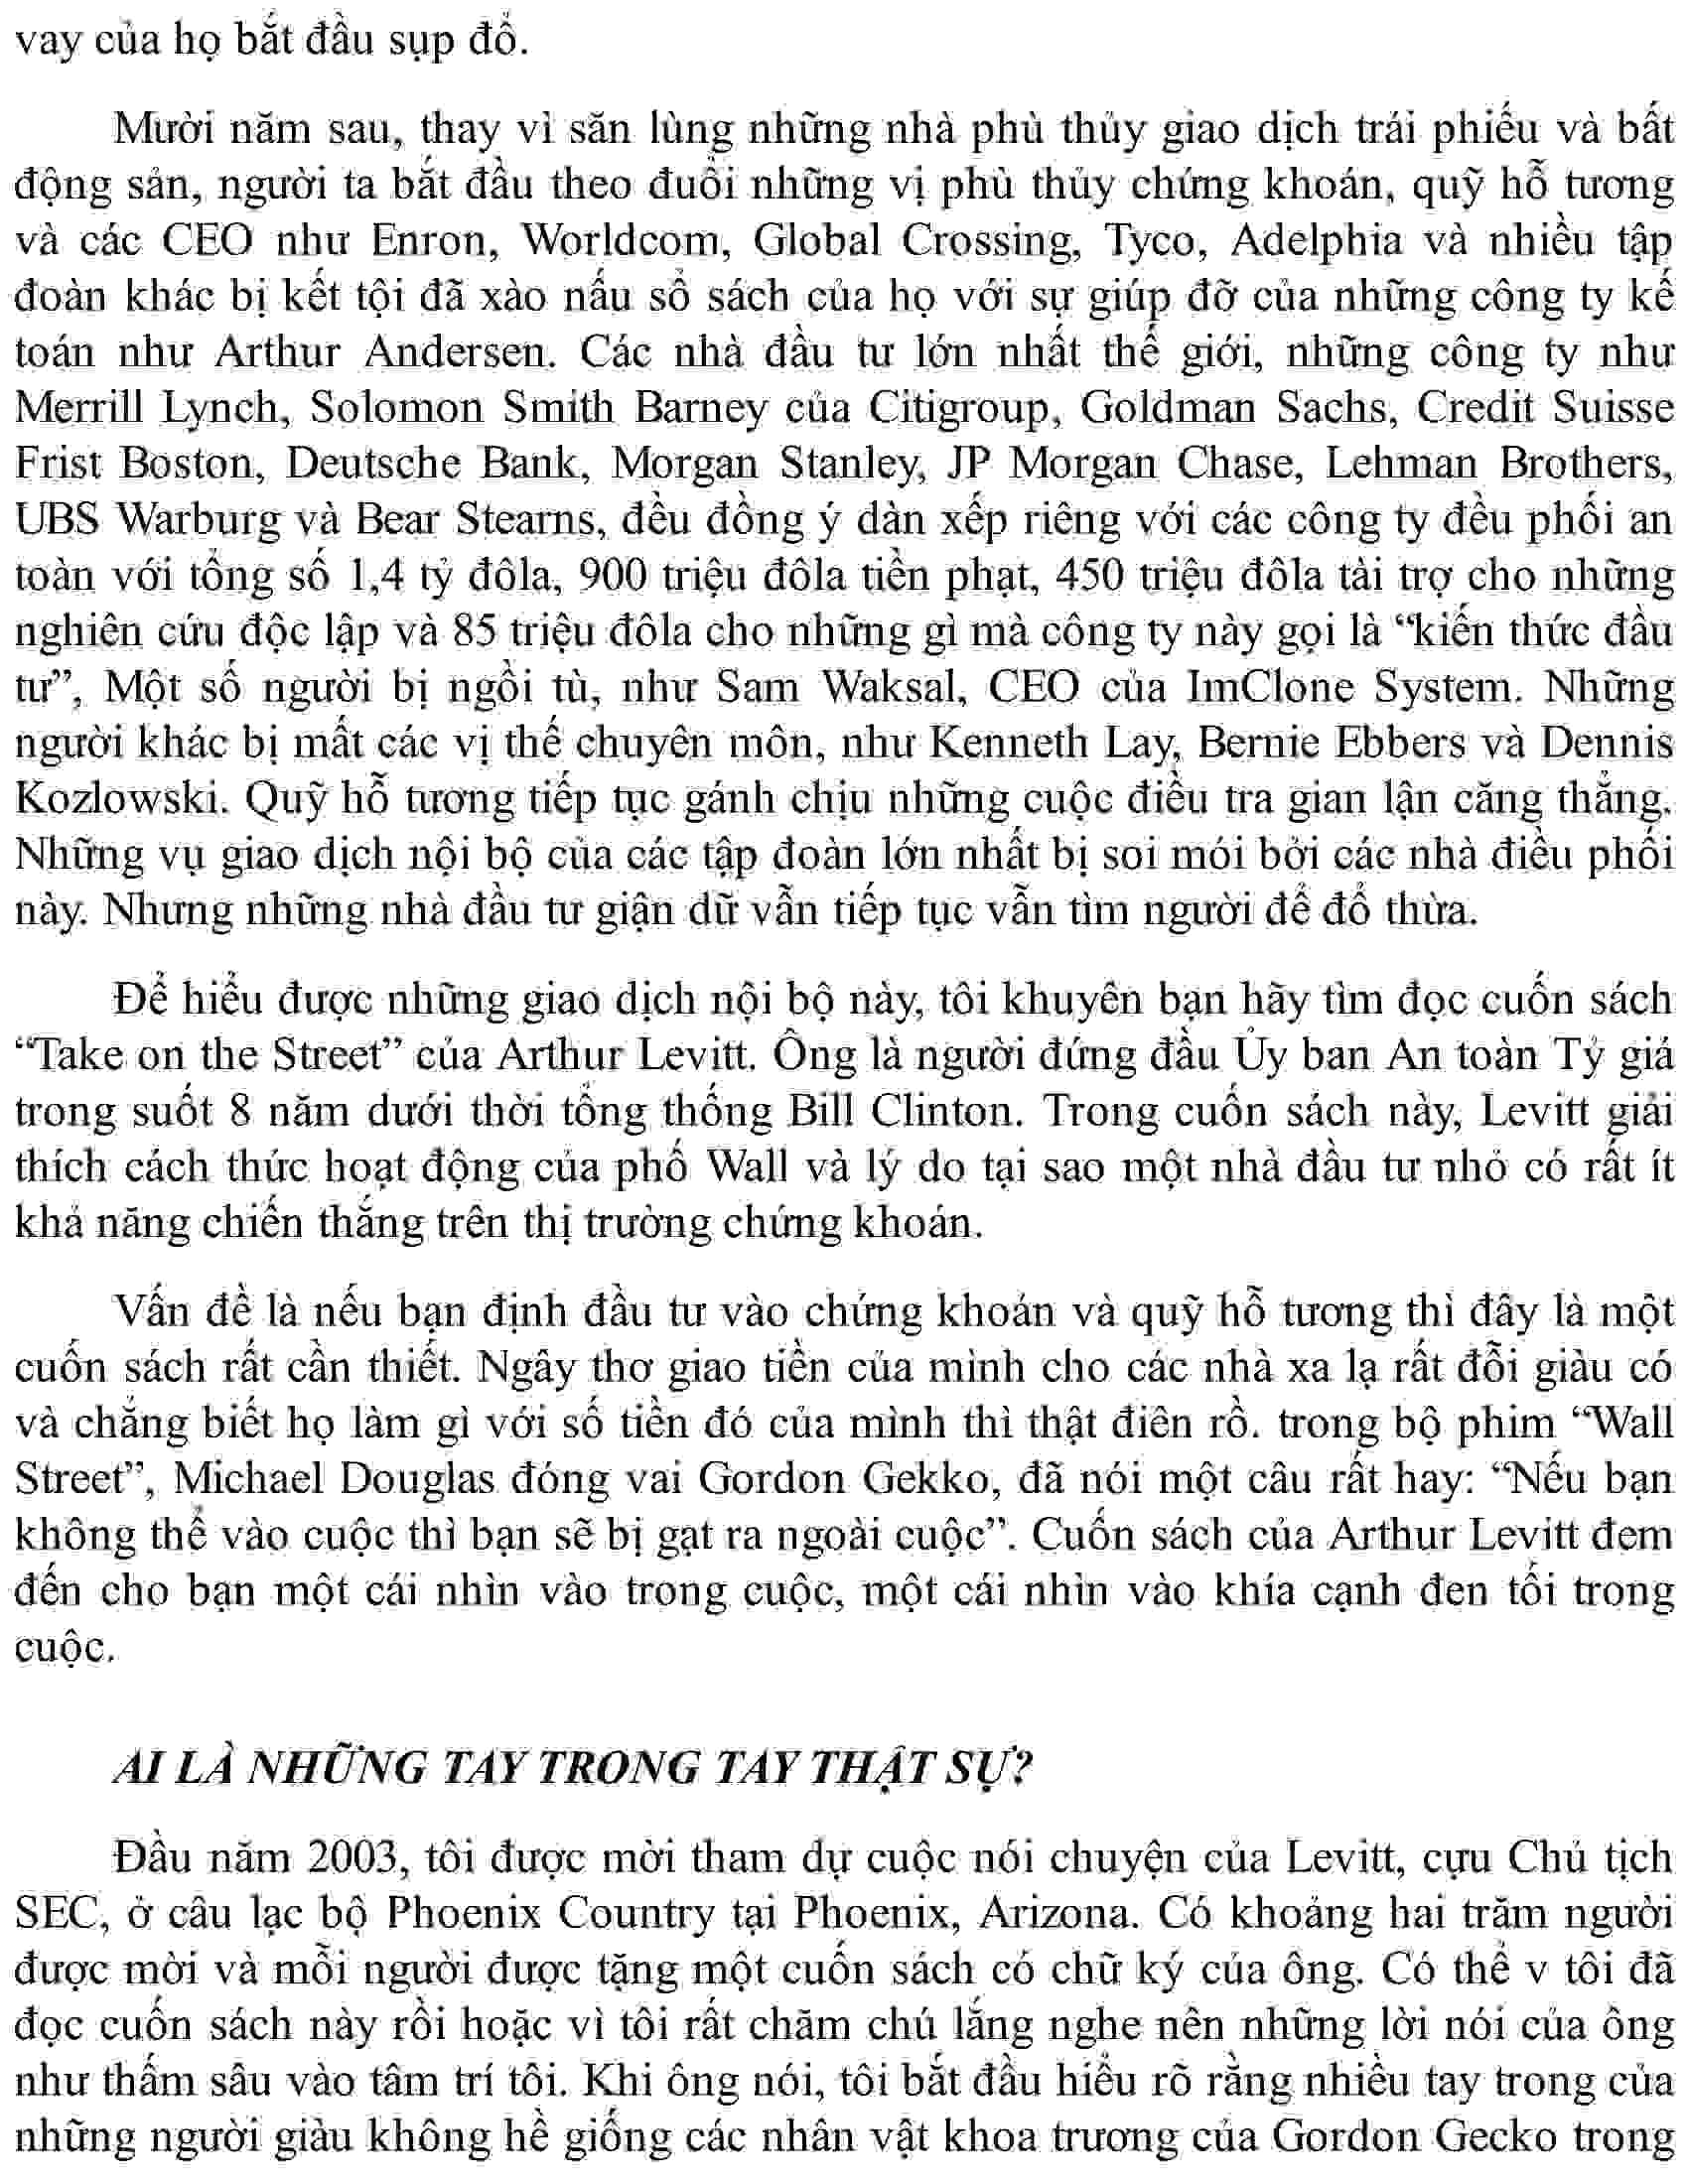 vay của họ bắt đầu sụp đổ.
Mười năm sau, thay vì săn lùng những nhà phù thủy giao dịch trái phiếu và bất
động sản, người ta bắt đầu theo đuổi những vị phù thủy chứng khoán, quỹ hỗ tương
và các CEO như Enron, Worldcom, Global Crossing, Tyco, Adelphia và nhiều tập
đoàn khác bị kết tội đã xào nấu sổ sách của họ với sự giúp đỡ của những công ty kế
toán như Arthur Andersen. Các nhà đầu tư lớn nhất thế giới, những công ty như
Merrill Lynch, Solomon Smith Barney của Citigroup, Goldman Sachs, Credit Suisse
Frist Boston, Deutsche Bank, Morgan Stanley, JP Morgan Chase, Lehman Brothers,
UBS Warburg và Bear Stearns, đều đồng ý dàn xếp riêng với các công ty đều phối an
toàn với tổng số 1,4 tỷ đôla, 900 triệu đôla tiền phạt, 450 triệu đôla tài trợ cho những
nghiên cứu độc lập và 85 triệu đôla cho những gì mà công ty này gọi là “kiến thức đầu
tư”, Một số người bị ngồi tù, như Sam Waksal, CEO của ImClone System. Những
người khác bị mất các vị thế chuyên môn, như Kenneth Lay, Bernie Ebbers và Dennis
Kozlowski. Quỹ hỗ tương tiếp tục gánh chịu những cuộc điều tra gian lận căng thẳng.
Những vụ giao dịch nội bộ của các tập đoàn lớn nhất bị soi mói bởi các nhà điều phối
này. Nhưng những nhà đầu tư giận dữ vẫn tiếp tục vẫn tìm người để đổ thừa.
Để hiểu được những giao dịch nội bộ này, tôi khuyên bạn hãy tìm đọc cuốn sách
“Take on the Street” của Arthur Levitt. Ông là người đứng đầu Ủy ban An toàn Tỷ giá
trong suốt 8 năm dưới thời tổng thống Bill Clinton. Trong cuốn sách này, Levitt giải
thích cách thức hoạt động của phố Wall và lý do tại sao một nhà đầu tư nhỏ có rất ít
khả năng chiến thắng trên thị trường chứng khoán.
Vấn đề là nếu bạn định đầu tư vào chứng khoán và quỹ hỗ tương thì đây là một
cuốn sách rất cần thiết. Ngây thơ giao tiền của mình cho các nhà xa lạ rất đỗi giàu có
và chẳng biết họ làm gì với số tiền đó của mình thì thật điên rồ. trong bộ phim “Wall
Street”, Michael Douglas đóng vai Gordon Gekko, đã nói một câu rất hay: “Nếu bạn
không thể vào cuộc thì bạn sẽ bị gạt ra ngoài cuộc”. Cuốn sách của Arthur Levitt đem
đến cho bạn một cái nhìn vào trong cuộc, một cái nhìn vào khía cạnh đen tối trong
cuộc.
AI LÀ NHỮNG TAY TRONG TAY THẬT SỰ?
Đầu năm 2003, tôi được mời tham dự cuộc nói chuyện của Levitt, cựu Chủ tịch
SEC, ở câu lạc bộ Phoenix Country tại Phoenix, Arizona. Có khoảng hai trăm người
được mời và mỗi người được tặng một cuốn sách có chữ ký của ông. Có thể v tôi đã
đọc cuốn sách này rồi hoặc vì tôi rất chăm chú lắng nghe nên những lời nói của ông
như thấm sâu vào tâm trí tôi. Khi ông nói, tôi bắt đầu hiểu rõ rằng nhiều tay trong của
những người giàu không hề giống các nhân vật khoa trương của Gordon Gecko trong